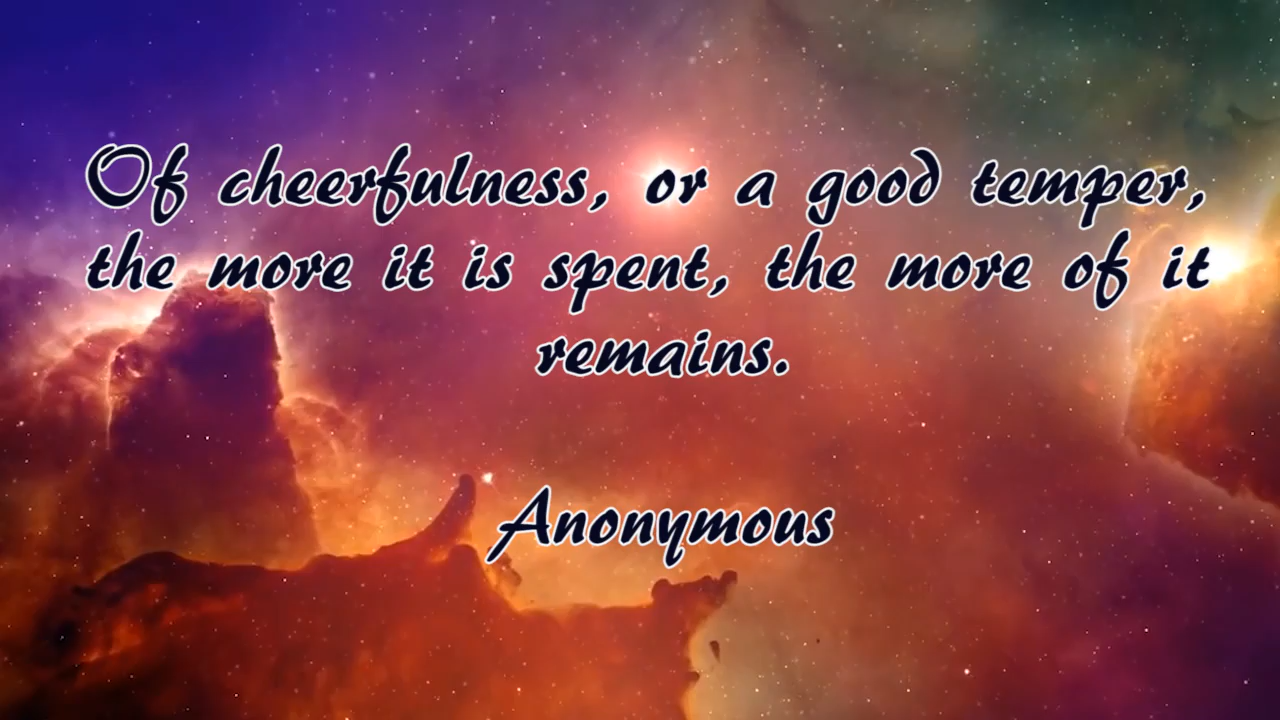 Of cheerfulness, or a good temper,
the more it is spent, the more of it
remains.
Anonymous